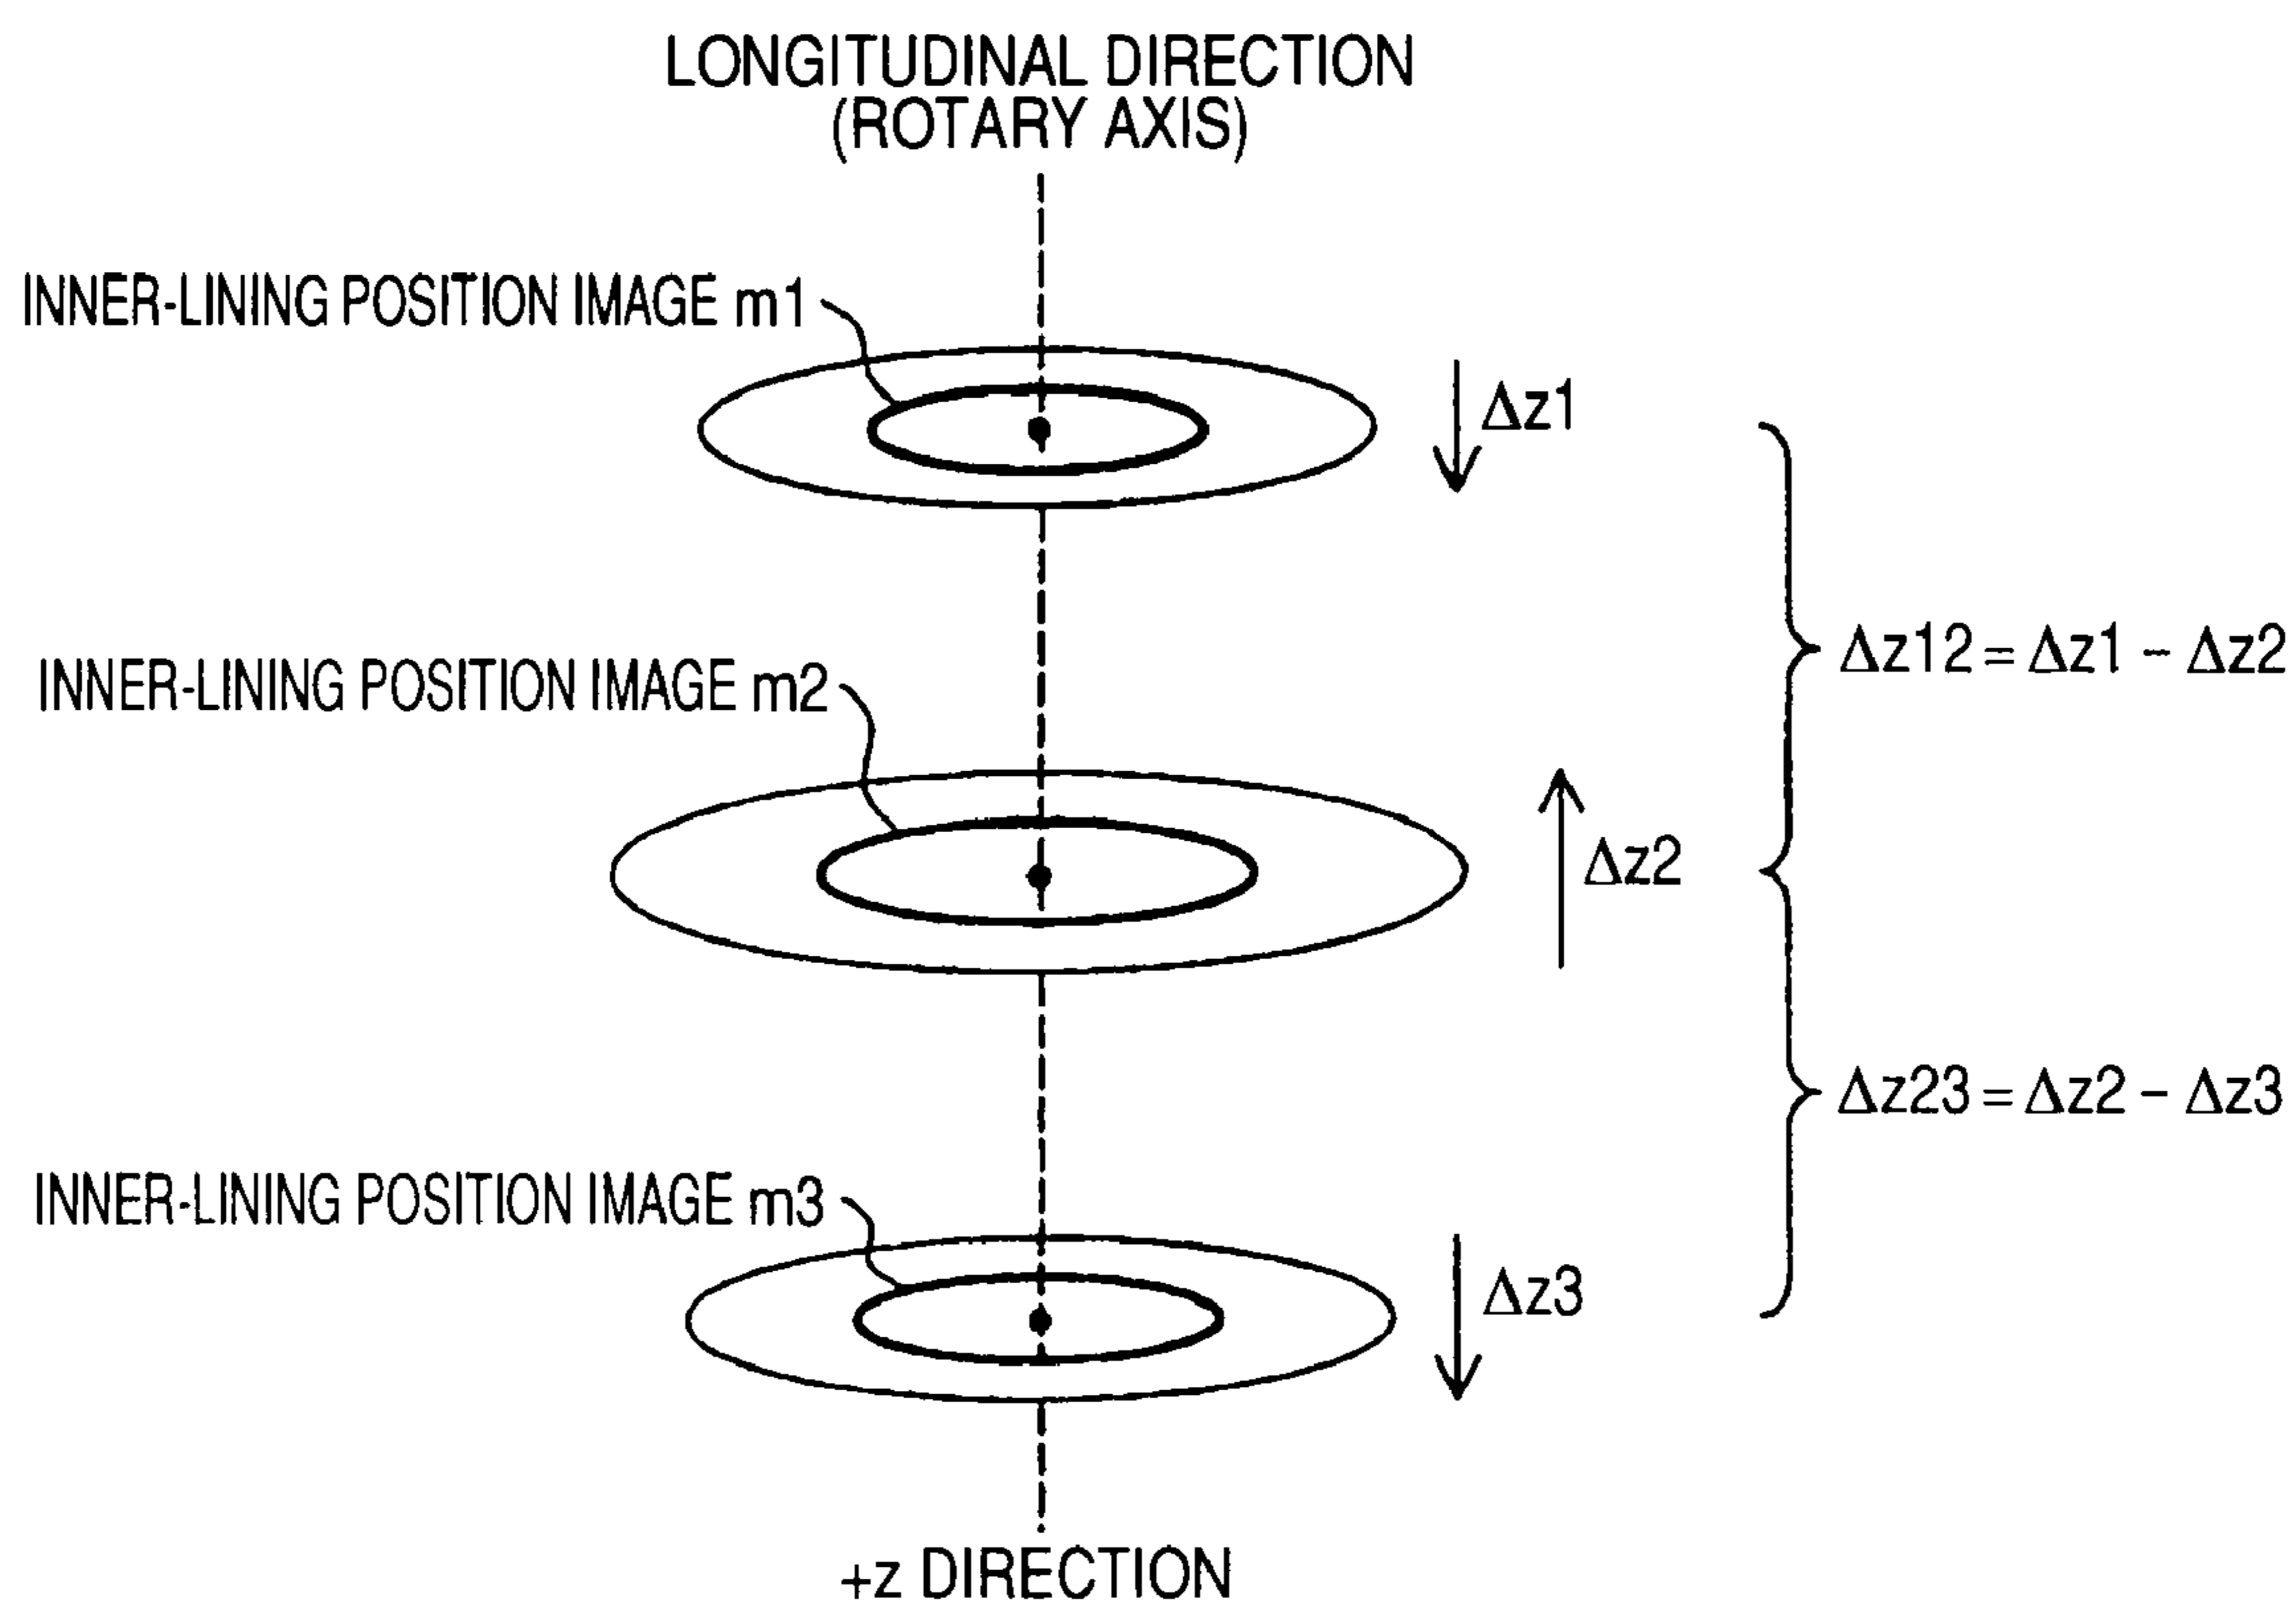 LONGITUDINAL DIRECTION
(ROTARY AXIS)
INNER-LINING POSITION IMAGE m1
Δz1
Δz12 = Δz1 - Δz2
INNER-LINING POSITION IMAGE m2
Δz2
Δz23 = Δz2 - Δz3
INNER-LINING POSITION IMAGE m3
Δz3
+z DIRECTION